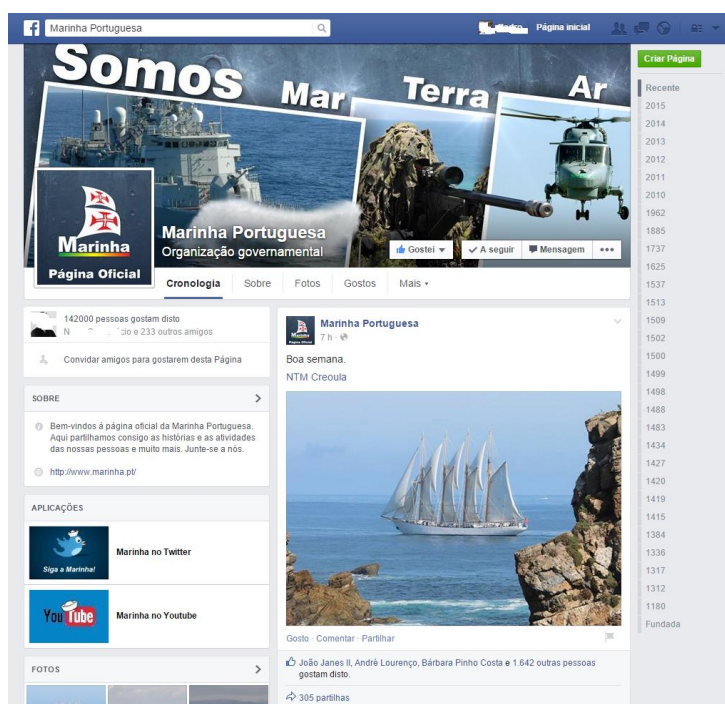 Marinha Portuguesa
Página inicial
Somos
Mar
Terra
Ar
Marinha
Página Oficial
Marinha Portuguesa
Organização governamental
Gostei
A seguir
Mensagem
Cronologia
Sobre
Fotos
Gostos
Mais
Criar Página
Recente
2015
2014
2013
2012
2011
2010
1962
1885
1737
1625
1537
1513
1509
1502
1500
1499
1498
1488
1483
1434
1427
1420
1419
1415
1384
1336
1317
1312
1180
Fundada
142000 pessoas gostam disto
e 233 outros amigos
Convidar amigos para gostarem desta Página
SOBRE
Bem-vindos á página oficial da Marinha Portuguesa.
Aqui partilhamos consigo as histórias e as atividades
das nossas pessoas e muito mais. Junte-se a nós.
http://www.marinha.pt/
APLICAÇÕES
Siga a Marinha!
Marinha no Twitter
YouTube
Marinha no Youtube
FOTOS
Marinha Portuguesa
7 h ·
Boa semana.
NTM Creoula
Gosto · Comentar · Partilhar
João Janes II, André Lourenço, Bárbara Pinho Costa e 1.642 outras pessoas
gostam disto.
305 partilhas